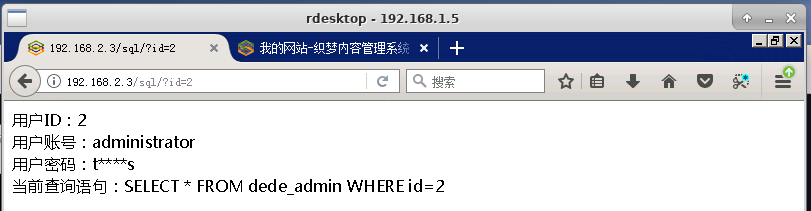 rdesktop - 192.168.1.5
192.168.2.3/sql/?id=2
我的网站-织梦内容管理系统
192.168.2.3/sql/?id=2
搜索
用户ID：2
用户账号：administrator
用户密码：t****s
当前查询语句：SELECT * FROM dede_admin WHERE id=2